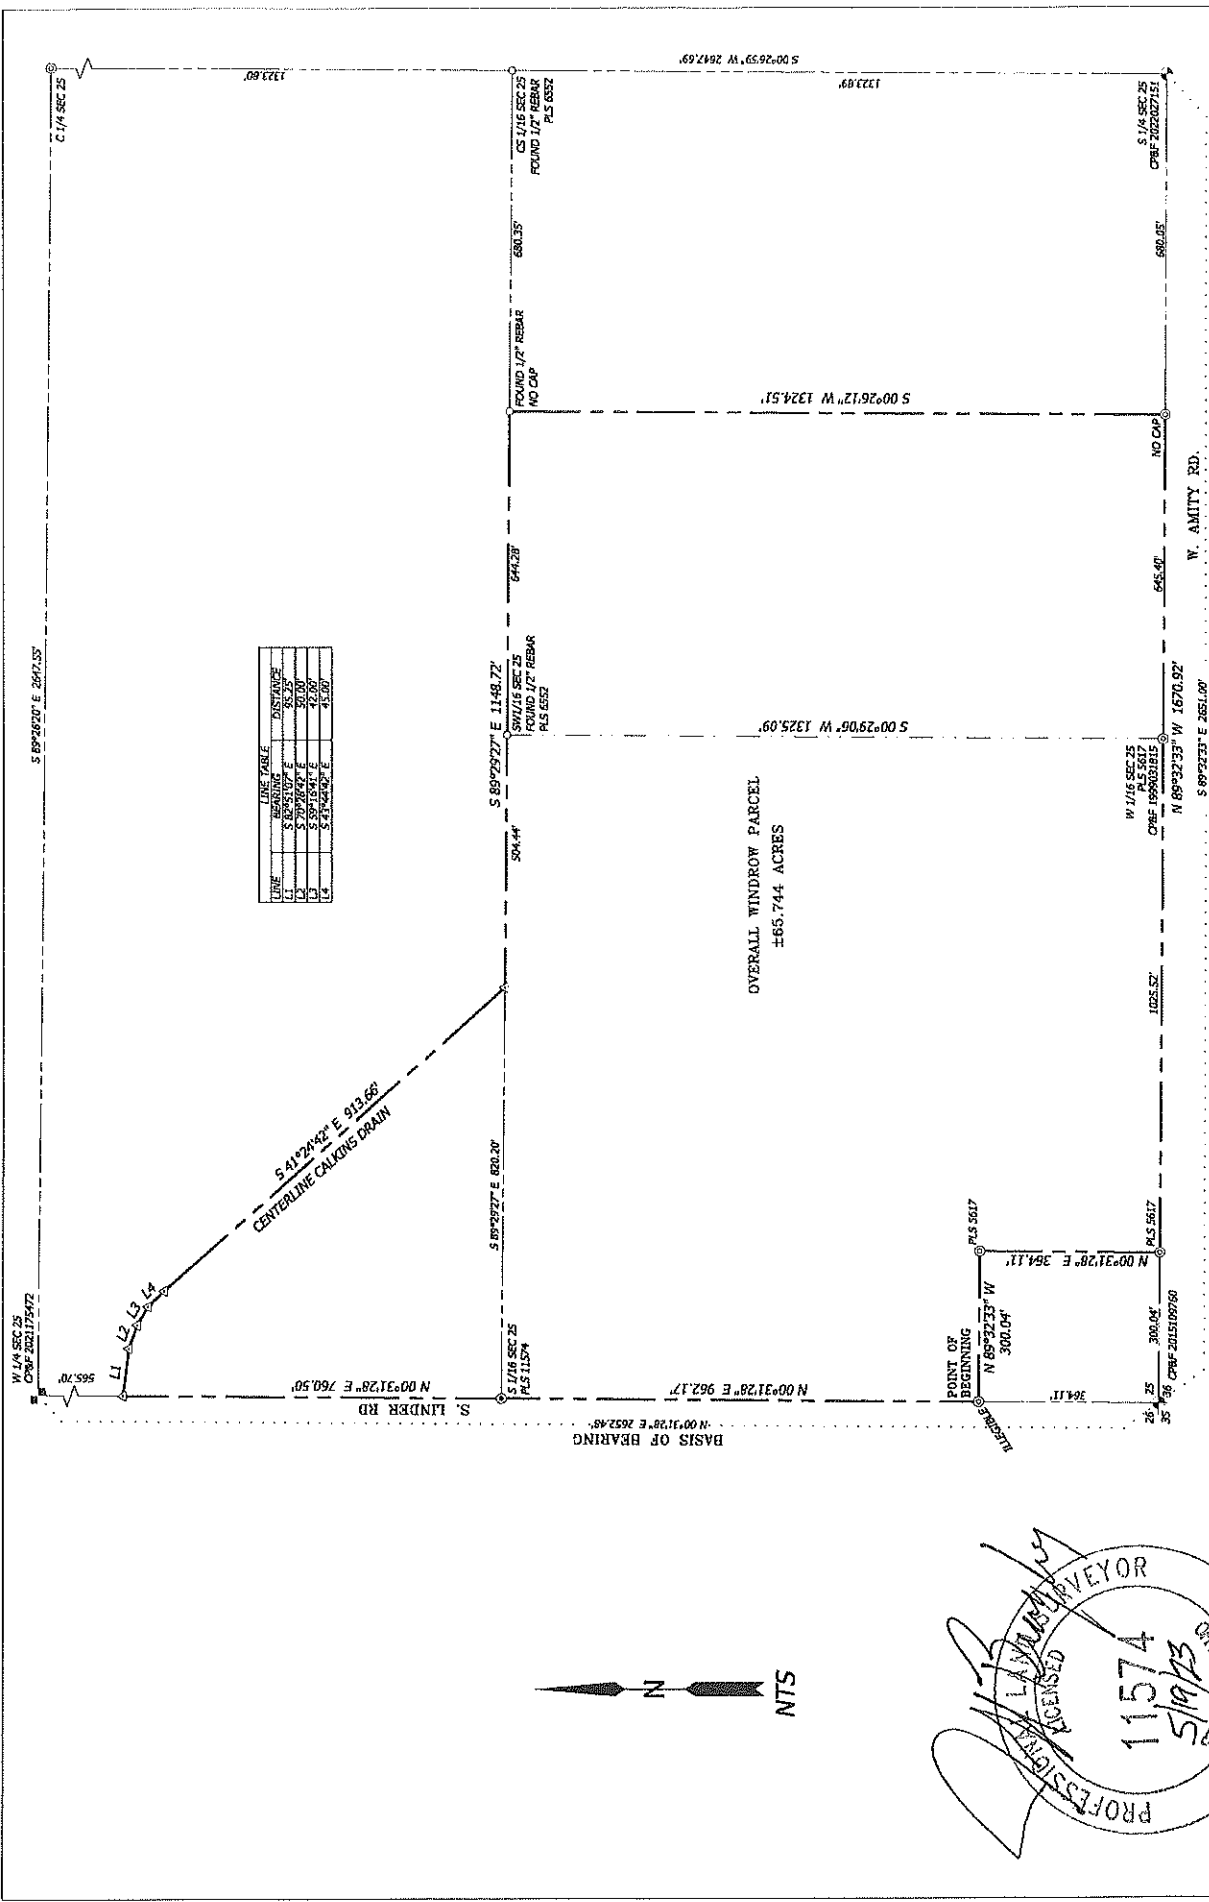 W 1/4 SEC 25
CP&F 2021175472
S 89°26'20" E 2647.55'
C 1/4 SEC 25
565.70'
L1
L2
L3
L4
LINE TABLE
LINE BEARING DISTANCE
L1 S 82°51'07" E 95.25'
L2 S 70°26'42" E 50.00'
L3 S 59°16'41" E 42.00'
L4 S 43°44'42" E 45.00'
1323.80'
S 41°24'42" E 913.66'
CENTERLINE CALKINS DRAIN
N 00°31'28" E 760.50'
S. LINDER RD
S 1/16 SEC 25
PLS 11574
S 89°29'27" E 820.20'
504.44'
S 89°29'27" E 1148.72'
SW1/16 SEC 25
FOUND 1/2" REBAR
PLS 6552
644.28'
FOUND 1/2" REBAR
NO CAP
680.35'
CS 1/16 SEC 25
FOUND 1/2" REBAR
PLS 6552
S 00°26'59" W 2647.69'
1323.89'
BASIS OF BEARING
N 00°31'28" E 2652.48'
N 00°31'28" E 962.17'
OVERALL WINDROW PARCEL
±65.744 ACRES
S 00°29'06" W 1325.09'
S 00°26'12" W 1324.51'
POINT OF
BEGINNING
ILLEGIBLE
N 89°32'33" W
300.04'
PLS 5617
N 00°31'28" E 364.11'
364.11'
26 25
35 36
CP&F 2015109760
300.04'
PLS 5617
1025.52'
W 1/16 SEC 25
PLS 5617
CP&F 1999031815
N 89°32'33" W 1670.92'
645.40'
NO CAP
680.05'
S 1/4 SEC 25
CP&F 2022027151
S 89°32'33" E 2651.00'
W. AMITY RD.
N
NTS
PROFESSIONAL LAND SURVEYOR
LICENSED
11574
5/19/23